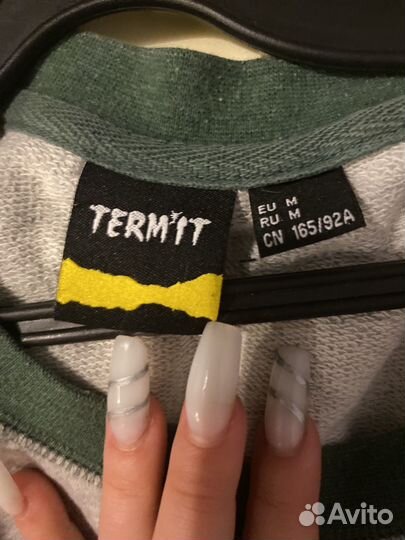 TERM'IT
EU M
RU M
CN 165/92A
Avito